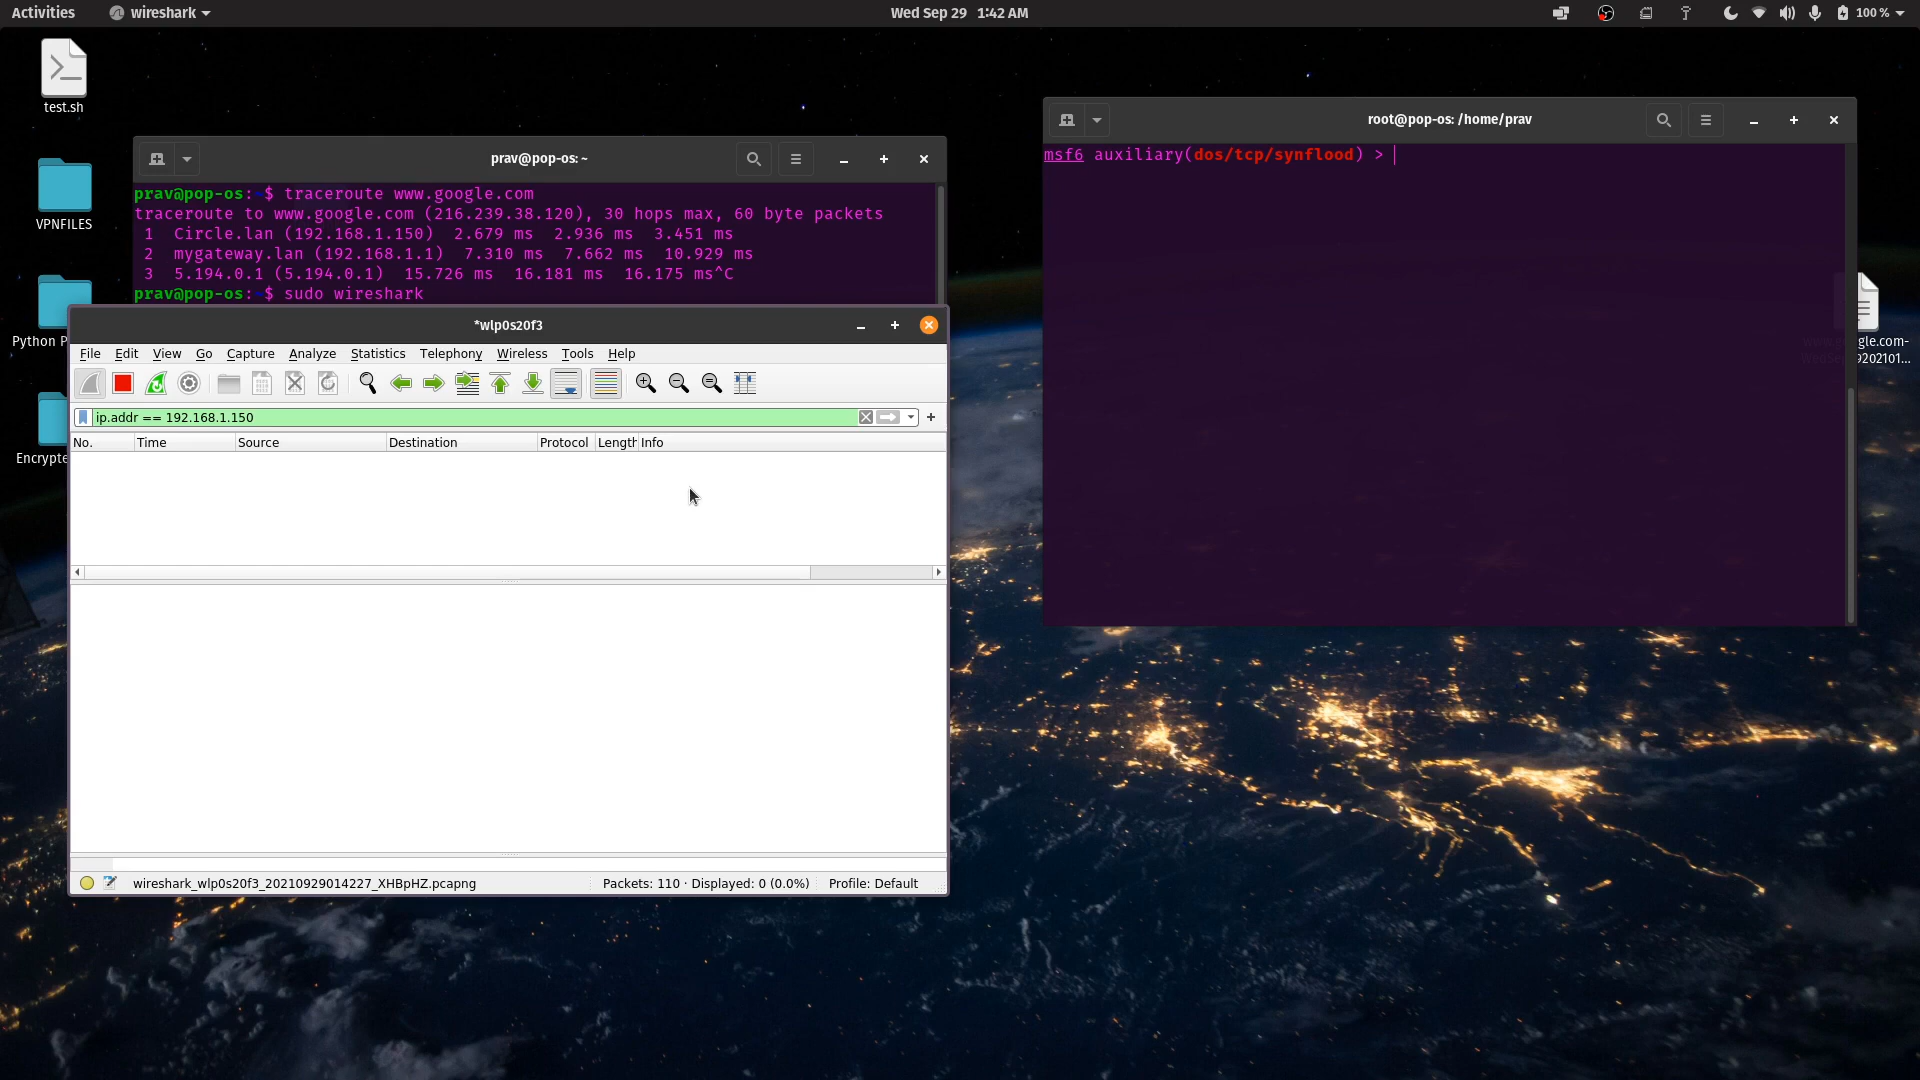 Activities wireshark Wed Sep 29 1:42 AM 100 %
test.sh
VPNFILES
Python P
Encrypte
prav@pop-os: ~
prav@pop-os:~$ traceroute www.google.com
traceroute to www.google.com (216.239.38.120), 30 hops max, 60 byte packets
1 Circle.lan (192.168.1.150) 2.679 ms 2.936 ms 3.451 ms
2 mygateway.lan (192.168.1.1) 7.310 ms 7.662 ms 10.929 ms
3 5.194.0.1 (5.194.0.1) 15.726 ms 16.181 ms 16.175 ms^C
prav@pop-os:~$ sudo wireshark
*wlp0s20f3
File Edit View Go Capture Analyze Statistics Telephony Wireless Tools Help
ip.addr == 192.168.1.150
No. Time Source Destination Protocol Length Info
wireshark_wlp0s20f3_20210929014227_XHBpHZ.pcapng Packets: 110 · Displayed: 0 (0.0%) Profile: Default
root@pop-os: /home/prav
msf6 auxiliary(dos/tcp/synflood) >
www.google.com-
9202101...